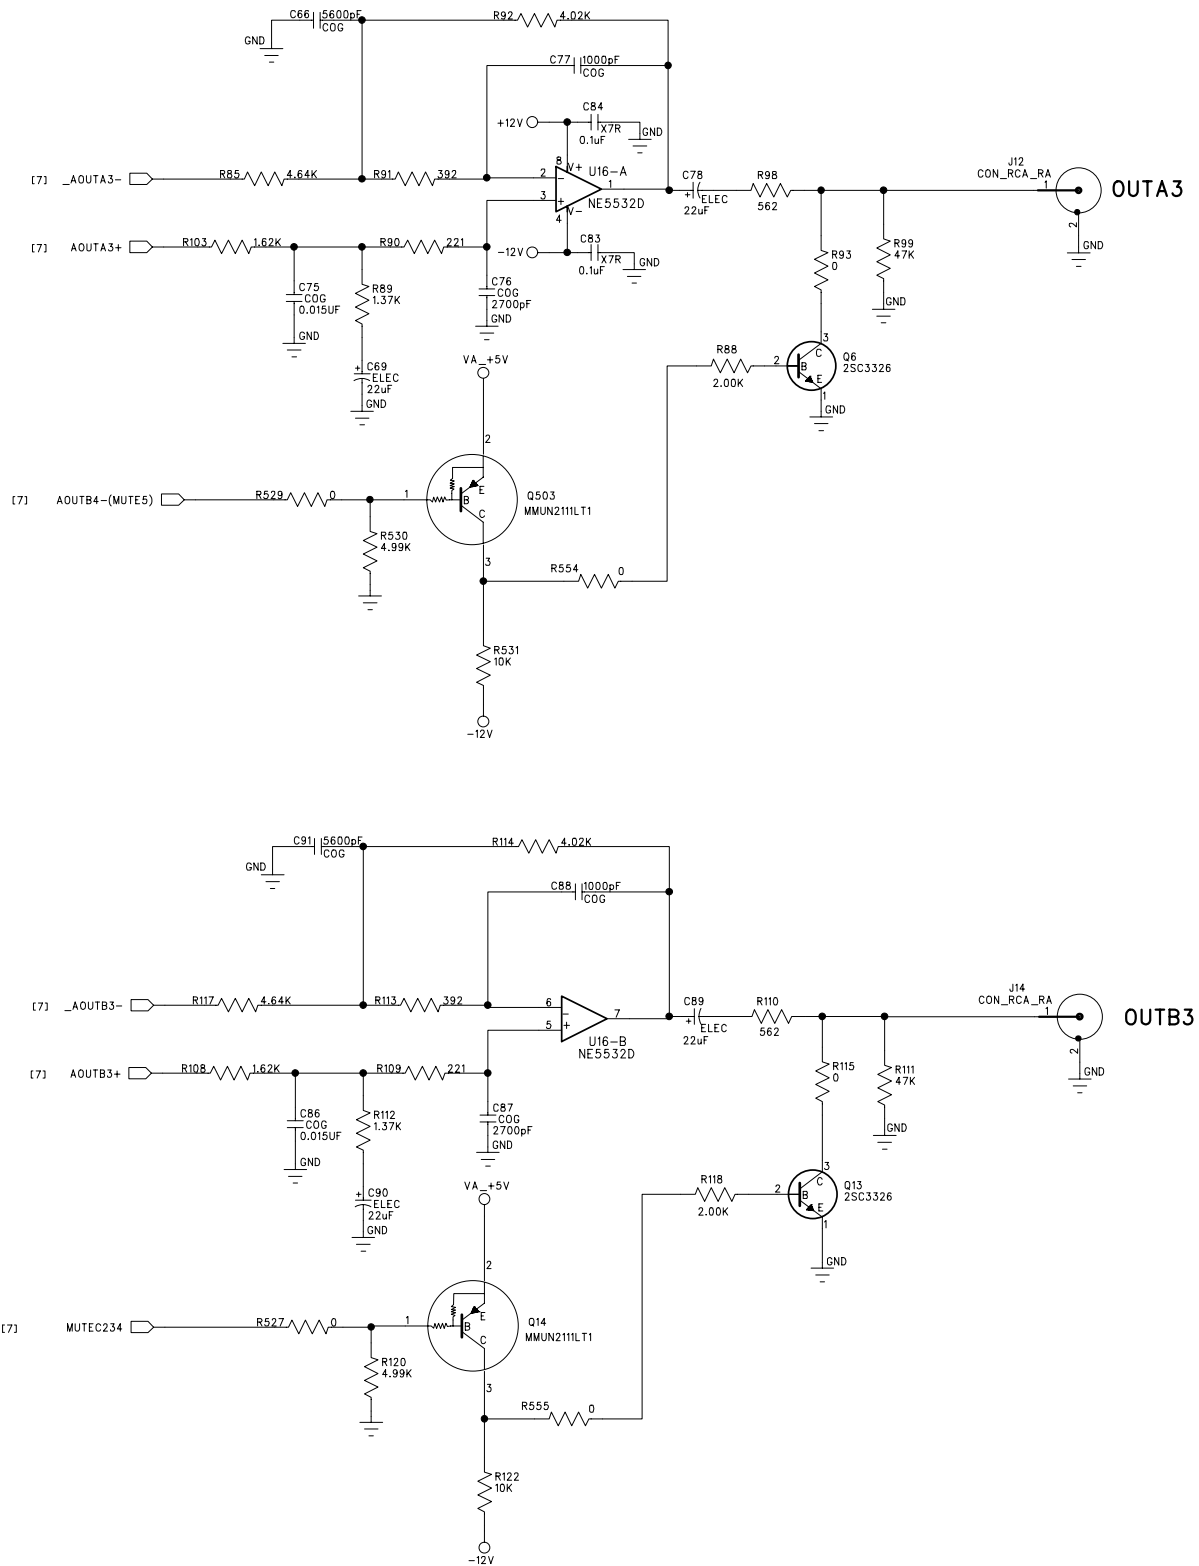 C66 5600pF
COG
GND
R92 4.02K
C77 1000pF
COG
C84
X7R
0.1uF
+12V
GND
[7] _AOUTA3-
R85 4.64K
R91 392
8
V+
2
3
U16-A
1
NE5532D
4
V-
C78
ELEC
22uF
R98
562
J12
CON_RCA_RA
1
2
OUTA3
GND
[7] AOUTA3+
R103 1.62K
R90 221
-12V
C83
X7R
0.1uF
GND
R93
0
R99
47K
GND
C75
COG
0.015UF
GND
R89
1.37K
C76
COG
2700pF
GND
C69
ELEC
22uF
GND
VA_+5V
R88
2.00K
2
3
C
B
E
1
Q6
2SC3326
GND
[7] AOUTB4-(MUTE5)
R529 0
1
2
E
B
C
3
Q503
MMUN2111LT1
R530
4.99K
R554 0
R531
10K
-12V
C91 5600pF
COG
GND
R114 4.02K
C88 1000pF
COG
[7] _AOUTB3-
R117 4.64K
R113 392
6
5
7
U16-B
NE5532D
C89
ELEC
22uF
R110
562
J14
CON_RCA_RA
1
2
OUTB3
GND
[7] AOUTB3+
R108 1.62K
R109 221
R115
0
R111
47K
GND
C86
COG
0.015UF
GND
R112
1.37K
C87
COG
2700pF
GND
C90
ELEC
22uF
GND
VA_+5V
R118
2.00K
2
3
C
B
E
1
Q13
2SC3326
GND
[7] MUTEC234
R527 0
1
2
E
B
C
3
Q14
MMUN2111LT1
R120
4.99K
R555 0
R122
10K
-12V